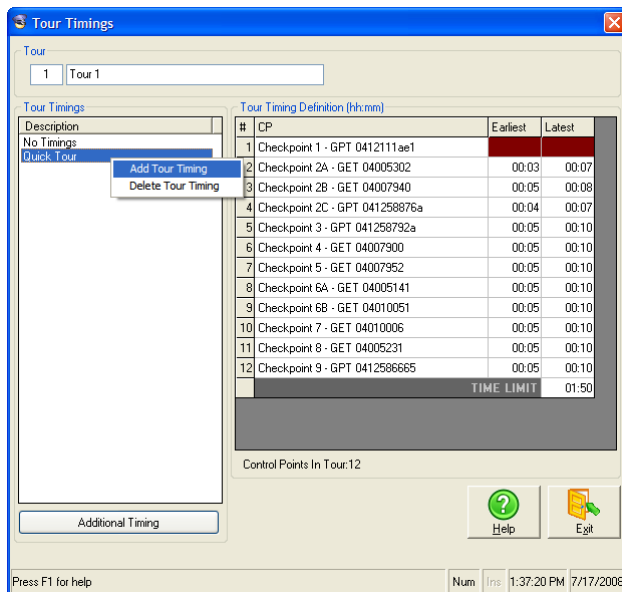 Tour Timings
Tour
1 Tour 1
Tour Timings
Description
No Timings
Quick Tour
Add Tour Timing
Delete Tour Timing
Additional Timing
Tour Timing Definition (hh:mm)
# CP Earliest Latest
1 Checkpoint 1 - GPT 0412111ae1
2 Checkpoint 2A - GET 04005302 00:03 00:07
3 Checkpoint 2B - GET 04007940 00:05 00:08
4 Checkpoint 2C - GPT 041258876a 00:04 00:07
5 Checkpoint 3 - GPT 041258792a 00:05 00:10
6 Checkpoint 4 - GET 04007900 00:05 00:10
7 Checkpoint 5 - GET 04007952 00:05 00:10
8 Checkpoint 6A - GET 04005141 00:05 00:10
9 Checkpoint 6B - GET 04010051 00:05 00:10
10 Checkpoint 7 - GET 04010006 00:05 00:10
11 Checkpoint 8 - GET 04005231 00:05 00:10
12 Checkpoint 9 - GPT 0412586665 00:05 00:10
TIME LIMIT 01:50
Control Points In Tour:12
Help Exit
Press F1 for help Num Ins 1:37:20 PM 7/17/2008